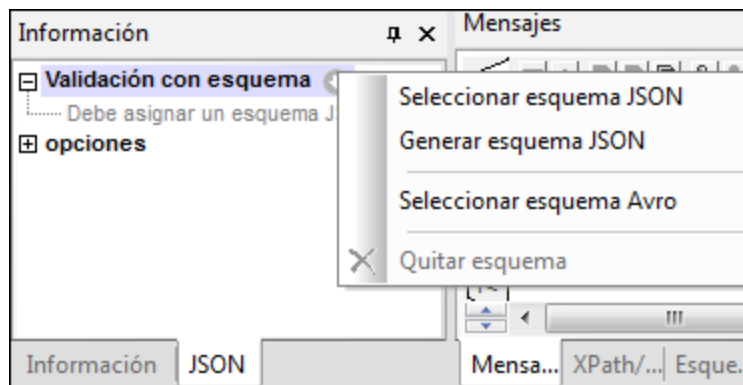 Información
Mensajes
Validación con esquema
Debe asignar un esquema J
opciones
Seleccionar esquema JSON
Generar esquema JSON
Seleccionar esquema Avro
Quitar esquema
Información
JSON
Mensa...
XPath/...
Esque.